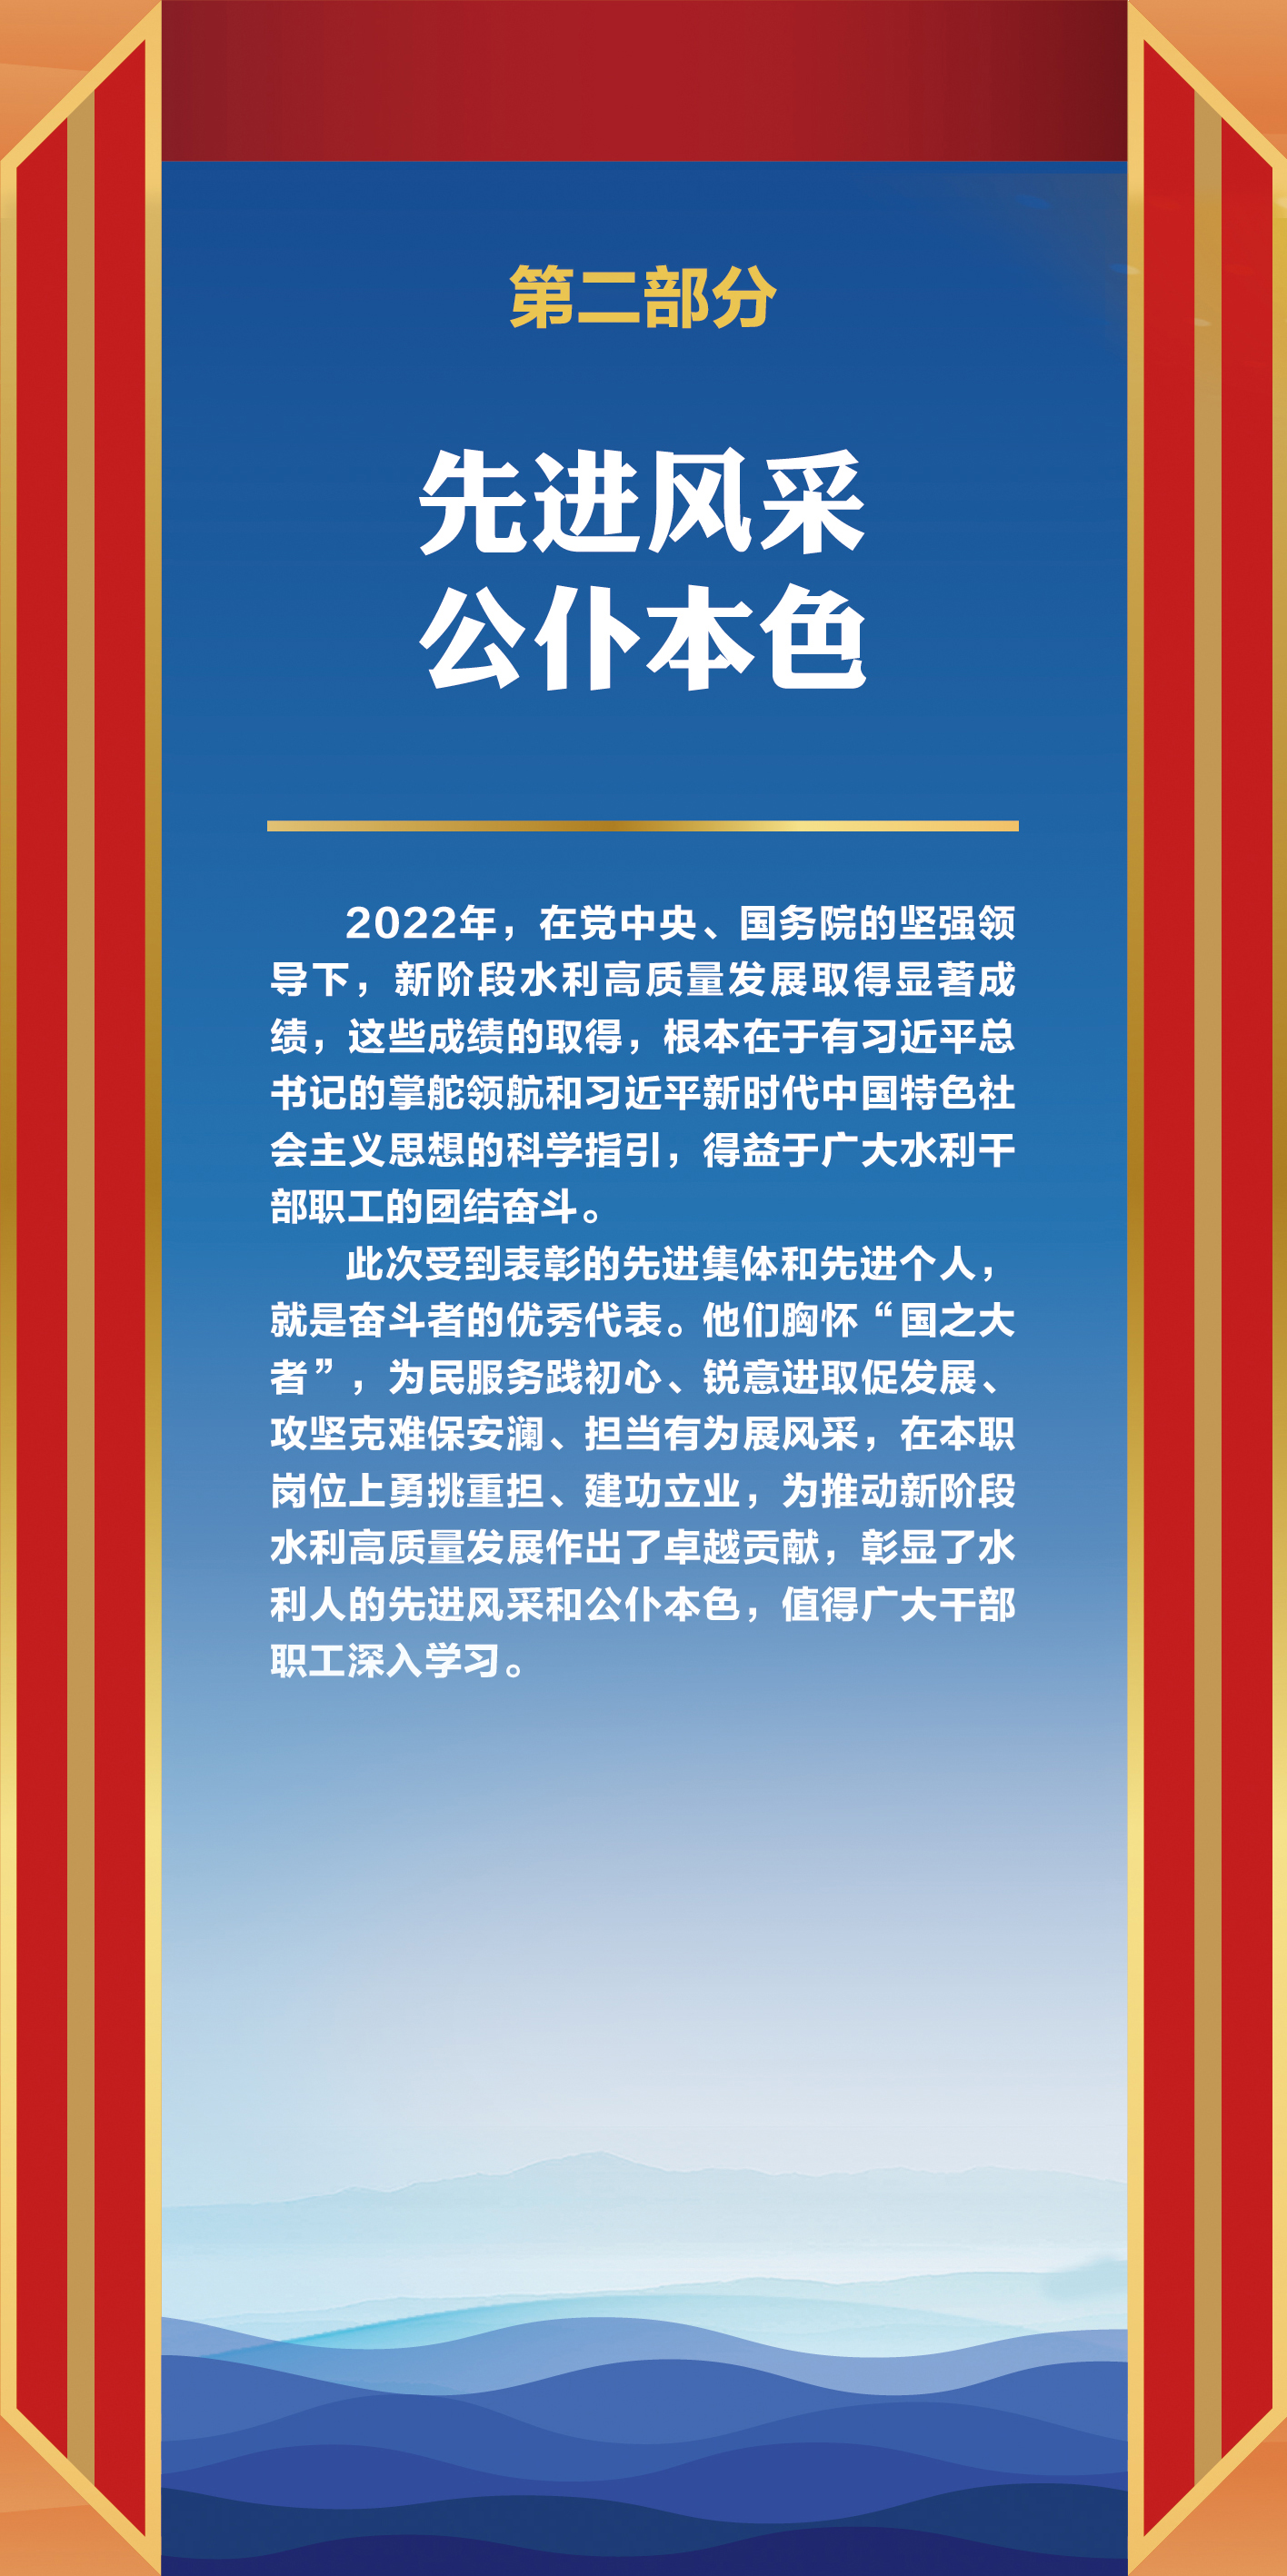 第二部分
先进风采
公仆本色
2022年，在党中央、国务院的坚强领
导下，新阶段水利高质量发展取得显著成
绩，这些成绩的取得，根本在于有习近平总
书记的掌舵领航和习近平新时代中国特色社
会主义思想的科学指引，得益于广大水利干
部职工的团结奋斗。
此次受到表彰的先进集体和先进个人，
就是奋斗者的优秀代表。他们胸怀“国之大
者”，为民服务践初心、锐意进取促发展、
攻坚克难保安澜、担当有为展风采，在本职
岗位上勇挑重担、建功立业，为推动新阶段
水利高质量发展作出了卓越贡献，彰显了水
利人的先进风采和公仆本色，值得广大干部
职工深入学习。